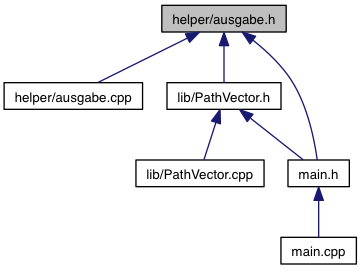 helper/ausgabe.h
helper/ausgabe.cpp
lib/PathVector.h
lib/PathVector.cpp
main.h
main.cpp